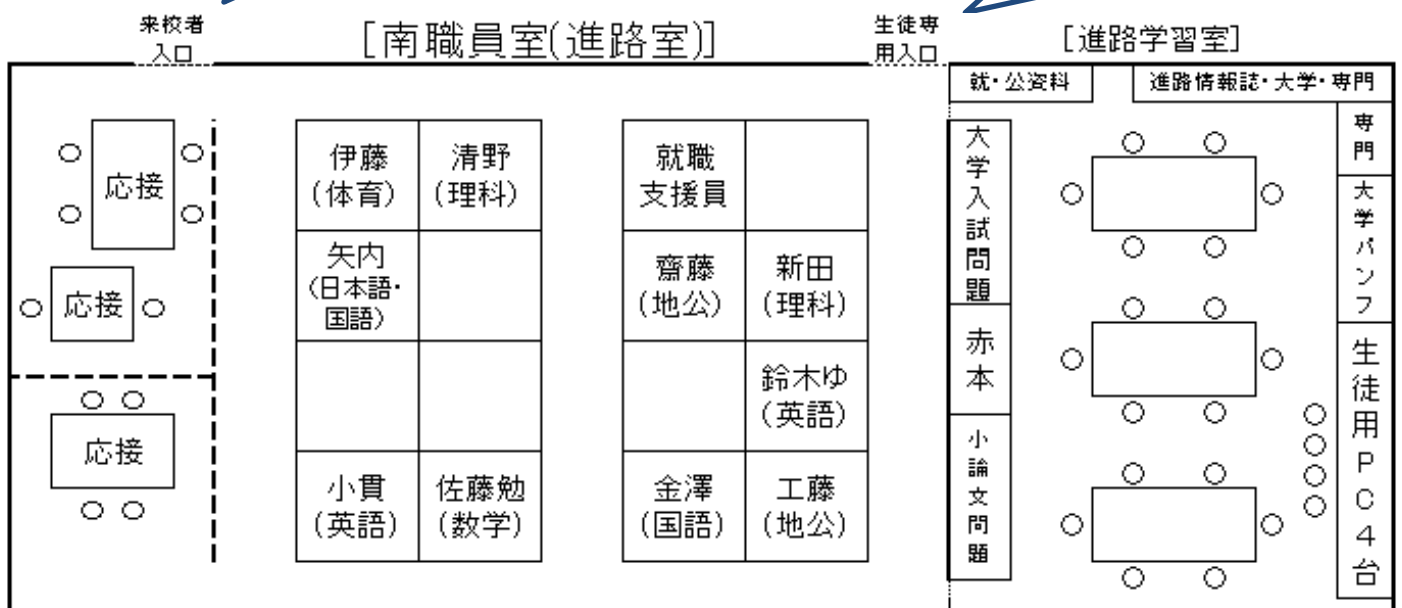 来校者
入口
[南職員室(進路室)]
生徒専
用入口
[進路学習室]
就・公資料
進路情報誌・大学・専門
応接
応接
応接
伊藤
(体育)
清野
(理科)
矢内
(日本語・
国語)
小貫
(英語)
佐藤勉
(数学)
就職
支援員
齋藤
(地公)
新田
(理科)
鈴木ゆ
(英語)
金澤
(国語)
工藤
(地公)
大学入試問題
赤本
小論文問題
専門
大学パンフ
生徒用PC4台